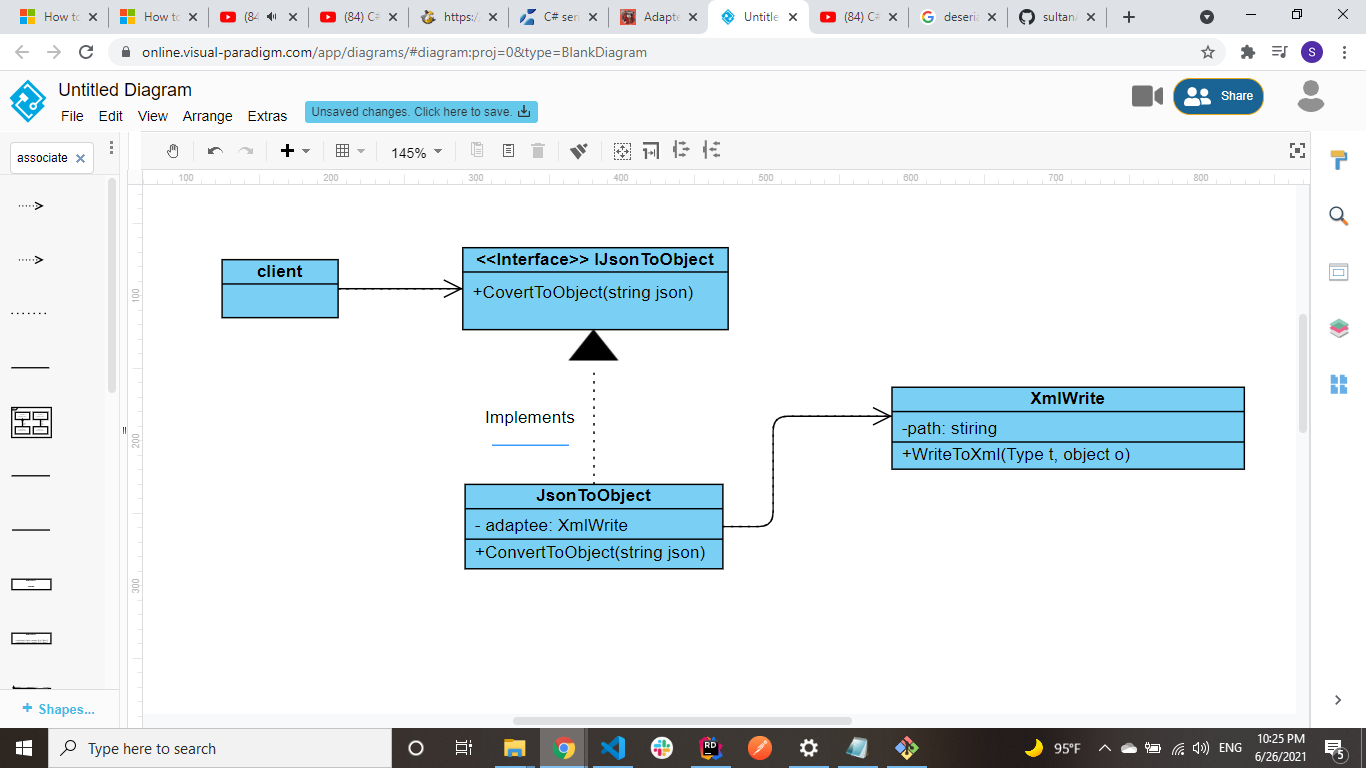 How to
How to
(84)
(84) C#
https:/
C# seri
Adapte
Untitle
(84) C#
deseria
sultan
online.visual-paradigm.com/app/diagrams/#diagram:proj=0&type=BlankDiagram
S
Untitled Diagram
File Edit View Arrange Extras
Unsaved changes. Click here to save.
Share
associate
145%
100 200 300 400 500 600 700 800
100
200
300
client
<<Interface>> IJsonToObject
+CovertToObject(string json)
Implements
XmlWrite
-path: stiring
+WriteToXml(Type t, object o)
JsonToObject
- adaptee: XmlWrite
+ConvertToObject(string json)
+ Shapes...
Type here to search
RD
95°F
ENG
10:25 PM
6/26/2021
5